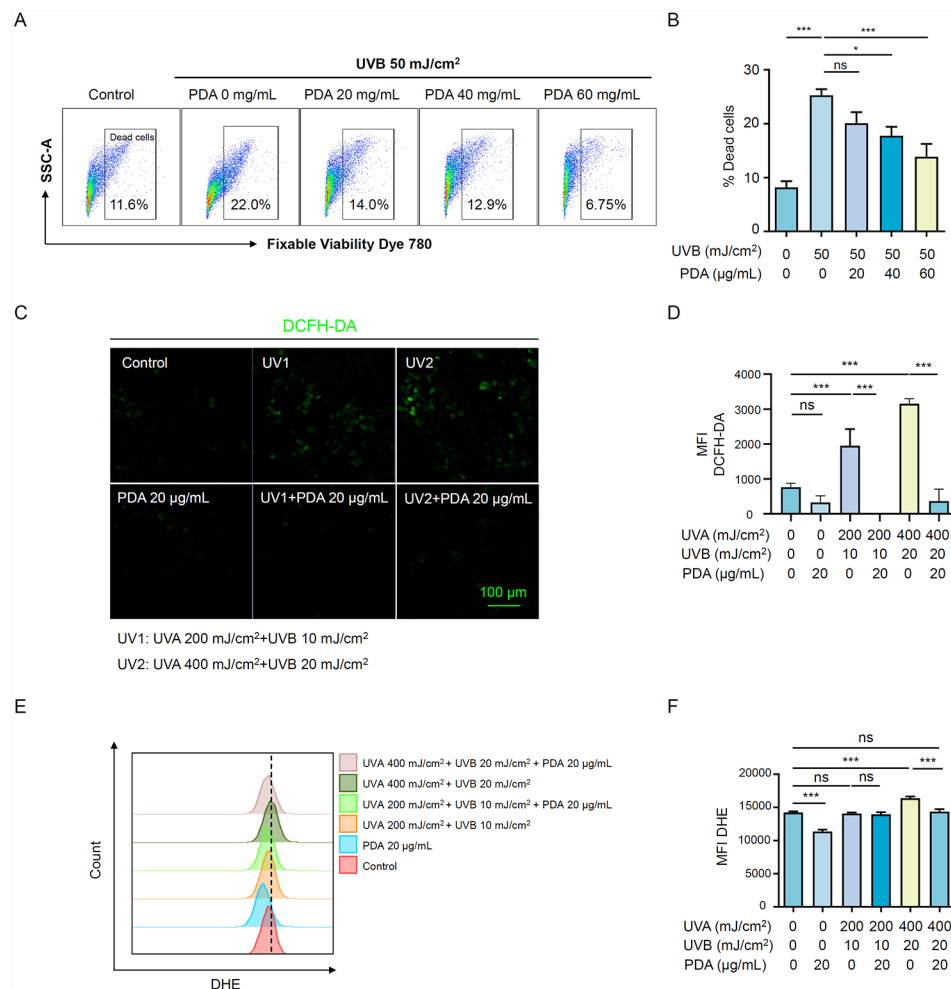 A
UVB 50 mJ/cm²
Control PDA 0 mg/mL PDA 20 mg/mL PDA 40 mg/mL PDA 60 mg/mL
SSC-A
Dead cells
11.6% 22.0% 14.0% 12.9% 6.75%
Fixable Viability Dye 780
B
*** ***
*
ns
% Dead cells
30
20
10
0
UVB (mJ/cm²) 0 50 50 50 50
PDA (µg/mL) 0 0 20 40 60
C
DCFH-DA
Control UV1 UV2
PDA 20 µg/mL UV1+PDA 20 µg/mL UV2+PDA 20 µg/mL
100 µm
UV1: UVA 200 mJ/cm²+UVB 10 mJ/cm²
UV2: UVA 400 mJ/cm²+UVB 20 mJ/cm²
D
***
*** *** ***
ns
MFI
DCFH-DA
4000
3000
2000
1000
0
UVA (mJ/cm²) 0 0 200 200 400 400
UVB (mJ/cm²) 0 0 10 10 20 20
PDA (µg/mL) 0 20 0 20 0 20
E
Count
DHE
UVA 400 mJ/cm² + UVB 20 mJ/cm² + PDA 20 µg/mL
UVA 400 mJ/cm² + UVB 20 mJ/cm²
UVA 200 mJ/cm² + UVB 10 mJ/cm² + PDA 20 µg/mL
UVA 200 mJ/cm² + UVB 10 mJ/cm²
PDA 20 µg/mL
Control
F
ns
***
ns ns ***
***
MFI DHE
20000
15000
10000
5000
0
UVA (mJ/cm²) 0 0 200 200 400 400
UVB (mJ/cm²) 0 0 10 10 20 20
PDA (µg/mL) 0 20 0 20 0 20